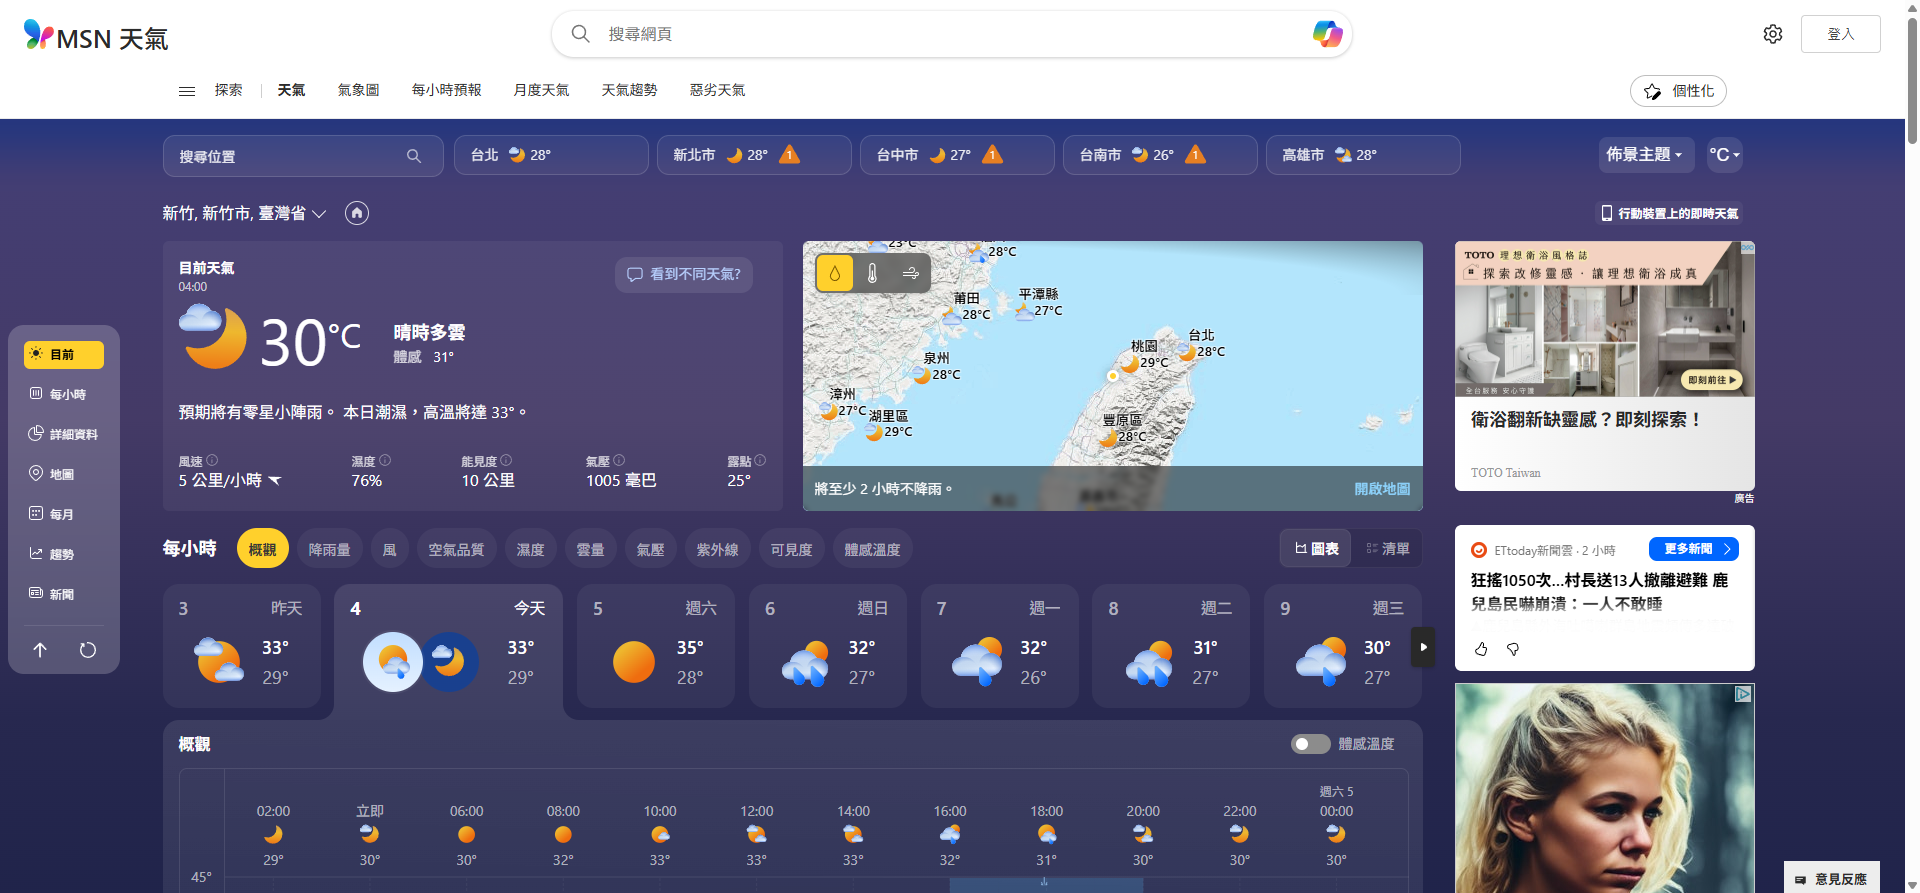 MSN 天氣
搜尋網頁
登入
探索
天氣
氣象圖
每小時預報
月度天氣
天氣趨勢
惡劣天氣
個性化
搜尋位置
台北 28°
新北市 28° 1
台中市 27° 1
台南市 26° 1
高雄市 28°
佈景主題
°C
新竹, 新竹市, 臺灣省
行動裝置上的即時天氣
目前
每小時
詳細資料
地圖
每月
趨勢
新聞
目前天氣
04:00
看到不同天氣?
30°C
晴時多雲
體感 31°
預期將有零星小陣雨。 本日潮濕，高溫將達 33°。
風速
5 公里/小時
濕度
76%
能見度
10 公里
氣壓
1005 毫巴
露點
25°
23°C
28°C
莆田
28°C
平潭縣
27°C
台北
28°C
桃園
29°C
泉州
28°C
漳州
27°C
湖里區
29°C
豐原區
28°C
將至少 2 小時不降雨。
開啟地圖
TOTO 理想衛浴風格誌
探索改修靈感 · 讓理想衛浴成真
全台服務 安心守護
即刻前往
衛浴翻新缺靈感？即刻探索！
TOTO Taiwan
廣告
每小時
概觀
降雨量
風
空氣品質
濕度
雲量
氣壓
紫外線
可見度
體感溫度
圖表
清單
3 昨天
33°
29°
4 今天
33°
29°
5 週六
35°
28°
6 週日
32°
27°
7 週一
32°
26°
8 週二
31°
27°
9 週三
30°
27°
ETtoday新聞雲 · 2 小時
更多新聞
狂搖1050次...村長送13人撤離避難 鹿
兒島民嚇崩潰：一人不敢睡
概觀
體感溫度
週六 5
02:00
立即
06:00
08:00
10:00
12:00
14:00
16:00
18:00
20:00
22:00
00:00
29°
30°
30°
32°
33°
33°
33°
32°
31°
30°
30°
30°
45°
意見反應